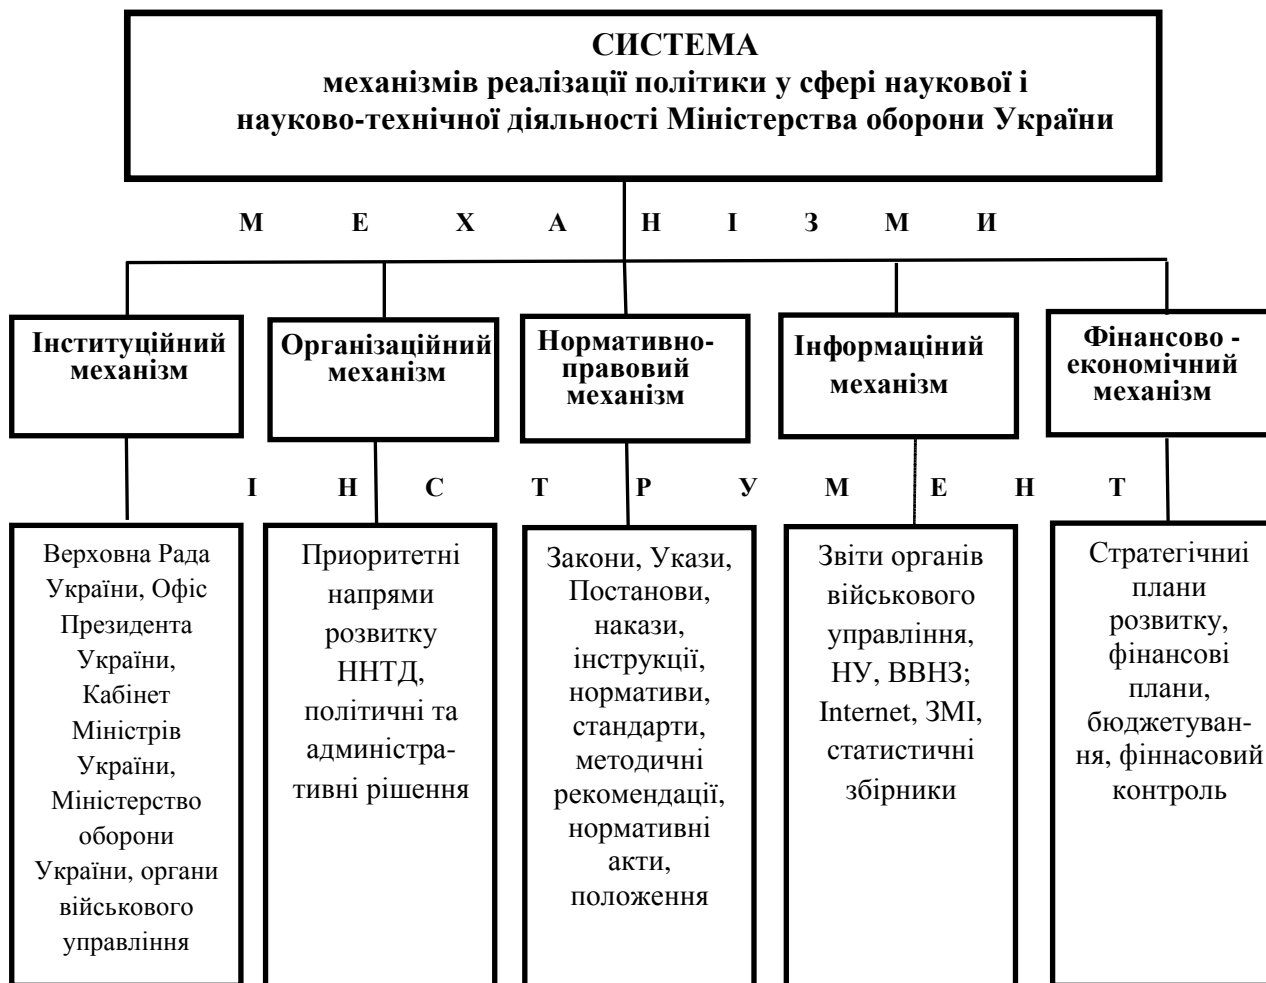 СИСТЕМА
механізмів реалізації політики у сфері наукової і
науково-технічної діяльності Міністерства оборони України
М Е Х А Н І З М И
Інституційний
механізм
Організаційний
механізм
Нормативно-
правовий
механізм
Інформаціний
механізм
Фінансово -
економічний
механізм
І Н С Т Р У М Е Н Т
Верховна Рада
України, Офіс
Президента
України,
Кабінет
Міністрів
України,
Міністерство
оборони
України, органи
військового
управління
Приоритетні
напрями
розвитку
ННТД,
політичні та
адміністра-
тивні рішення
Закони, Укази,
Постанови,
накази,
інструкції,
нормативи,
стандарти,
методичні
рекомендації,
нормативні
акти,
положення
Звіти органів
військового
управління,
НУ, ВВНЗ;
Internet, ЗМІ,
статистичні
збірники
Стратегічниі
плани
розвитку,
фінансові
плани,
бюджетуван-
ня, фіннасовий
контроль